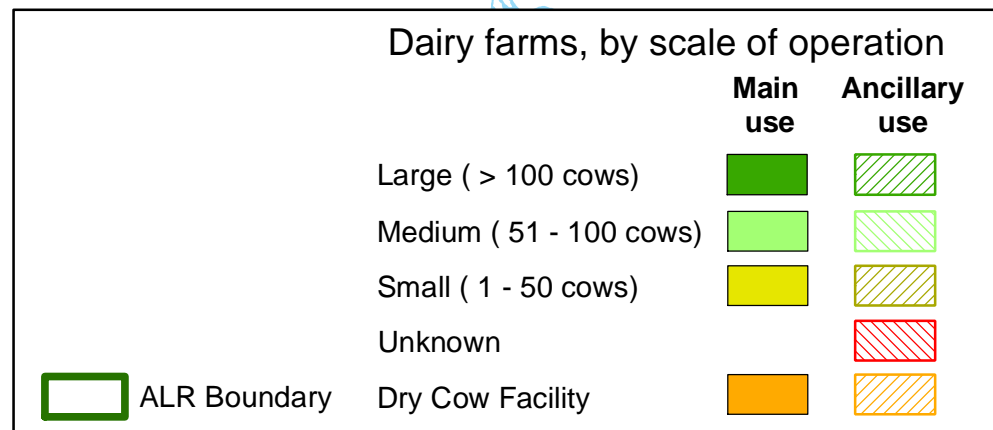 Dairy farms, by scale of operation
Main use
Ancillary use
Large ( > 100 cows)
Medium ( 51 - 100 cows)
Small ( 1 - 50 cows)
Unknown
ALR Boundary
Dry Cow Facility